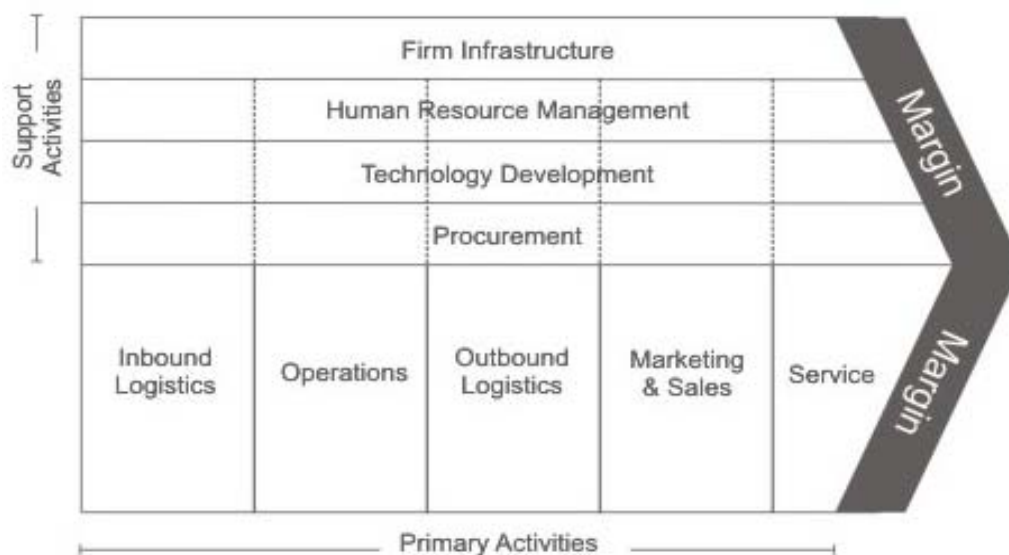 Support
Activities
Firm Infrastructure
Human Resource Management
Technology Development
Procurement
Margin
Inbound
Logistics
Operations
Outbound
Logistics
Marketing
& Sales
Service
Margin
Primary Activities